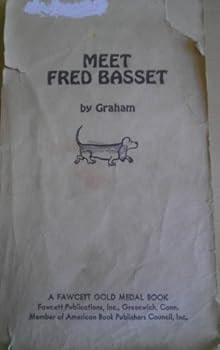 MEET
FRED BASSET
by Graham
A FAWCETT GOLD MEDAL BOOK
Fawcett Publications, Inc., Greenwich, Conn.
Member of American Book Publishers Council, Inc.